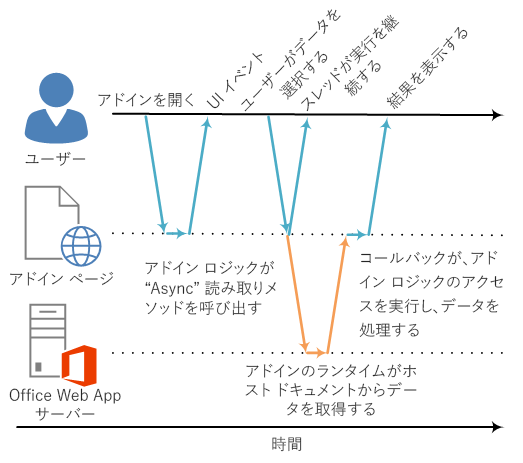 アドインを開く
UI イベント
ユーザーがデータを
選択する
スレッドが実行を継
続する
結果を表示する
ユーザー
アドイン ページ
アドイン ロジックが
“Async” 読み取りメ
ソッドを呼び出す
コールバックが、アド
イン ロジックのアクセ
スを実行し、データを
処理する
Office Web App
サーバー
アドインのランタイムがホ
スト ドキュメントからデー
タを取得する
時間